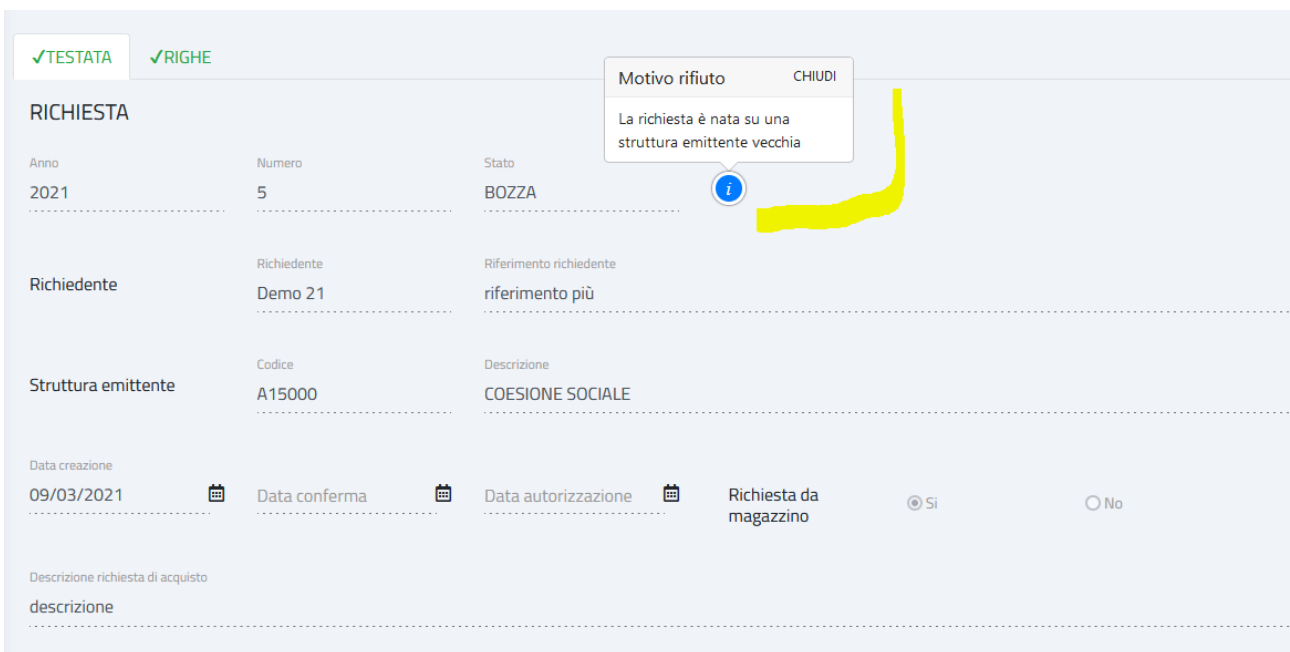 ✓TESTATA ✓RIGHE
Motivo rifiuto CHIUDI
La richiesta è nata su una
struttura emittente vecchia
RICHIESTA
Anno Numero Stato
2021 5 BOZZA i
Richiedente Riferimento richiedente
Richiedente Demo 21 riferimento più
Codice Descrizione
Struttura emittente A15000 COESIONE SOCIALE
Data creazione
09/03/2021 Data conferma Data autorizzazione Richiesta da
magazzino Si No
Descrizione richiesta di acquisto
descrizione